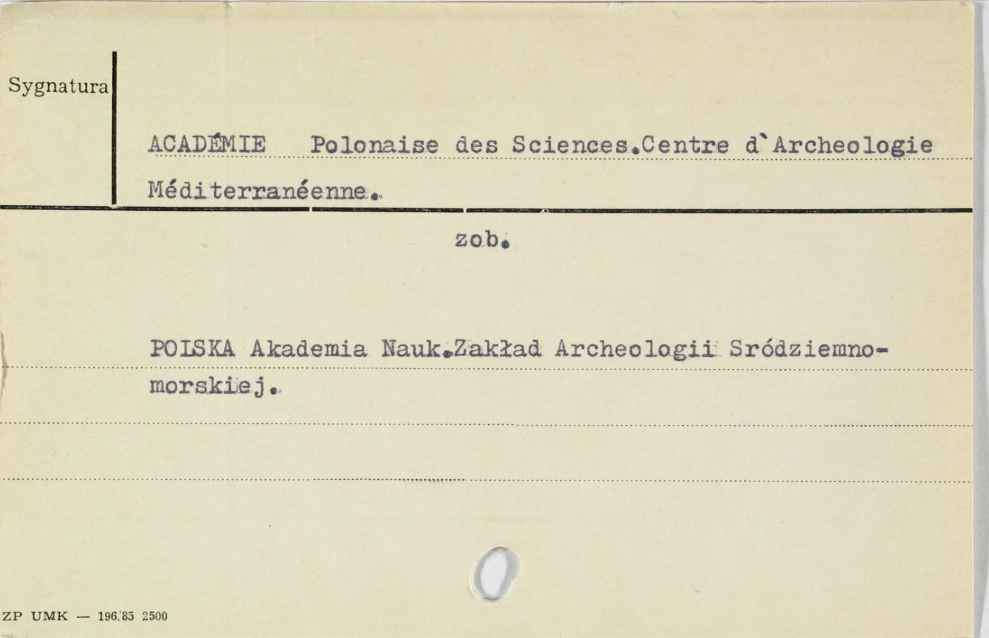 Sygnatura
ACADÉMIE Polonaise des Sciences.Centre d`Archeologie
Méditerranéenne.
zob.
POLSKA Akademia Nauk.Zakład Archeologii Sródziemno-
morskiej.
ZP UMK — 196/85 2500